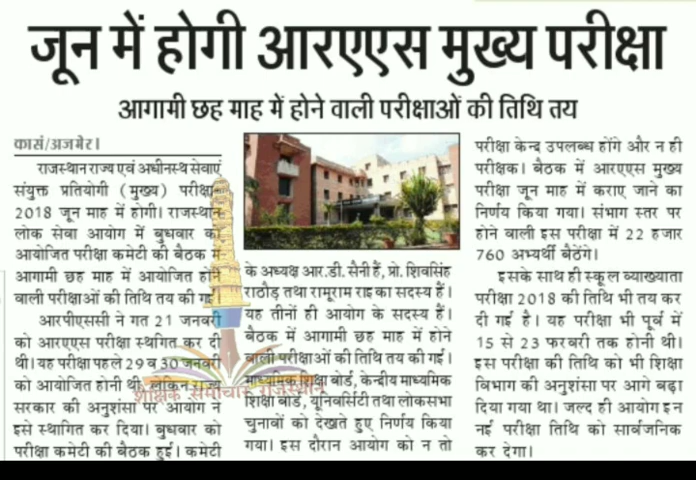 जून में होगी आरएएस मुख्य परीक्षा
आगामी छह माह में होने वाली परीक्षाओं की तिथि तय
कासं/अजमेर।
राजस्थान राज्य एवं अधीनस्थ सेवाएं
संयुक्त प्रतियोगी (मुख्य) परीक्षा
2018 जून माह में होगी। राजस्थान
लोक सेवा आयोग में बुधवार को
आयोजित परीक्षा कमेटी की बैठक में
आगामी छह माह में आयोजित होने
वाली परीक्षाओं की तिथि तय की गई।
आरपीएससी ने गत 21 जनवरी
को आरएएस परीक्षा स्थगित कर दी
थी। यह परीक्षा पहले 29 व 30 जनवरी
को आयोजित होनी थी, लेकिन राज्य
सरकार की अनुशंसा पर आयोग ने
इसे स्थगित कर दिया। बुधवार को
परीक्षा कमेटी की बैठक हुई। कमेटी
के अध्यक्ष आर.डी. सैनी हैं, प्रो. शिवसिंह
राठौड़ तथा रामूराम राइका सदस्य हैं।
यह तीनों ही आयोग के सदस्य हैं।
बैठक में आगामी छह माह में होने
वाली परीक्षाओं की तिथि तय की गई।
माध्यमिक शिक्षा बोर्ड, केन्द्रीय माध्यमिक
शिक्षा बोर्ड, यूनिवर्सिटी तथा लोकसभा
चुनावों को देखते हुए निर्णय किया
गया। इस दौरान आयोग को न तो
परीक्षा केन्द्र उपलब्ध होंगे और न ही
परीक्षक। बैठक में आरएएस मुख्य
परीक्षा जून माह में कराए जाने का
निर्णय किया गया। संभाग स्तर पर
होने वाली इस परीक्षा में 22 हजार
760 अभ्यर्थी बैठेंगे।
इसके साथ ही स्कूल व्याख्याता
परीक्षा 2018 की तिथि भी तय कर
दी गई है। यह परीक्षा भी पूर्व में
15 से 23 फरवरी तक होनी थी।
इस परीक्षा की तिथि को भी शिक्षा
विभाग की अनुशंसा पर आगे बढ़ा
दिया गया था। जल्द ही आयोग इन
नई परीक्षा तिथि को सार्वजनिक
कर देगा।
शैक्षिक समाचार राजस्थान